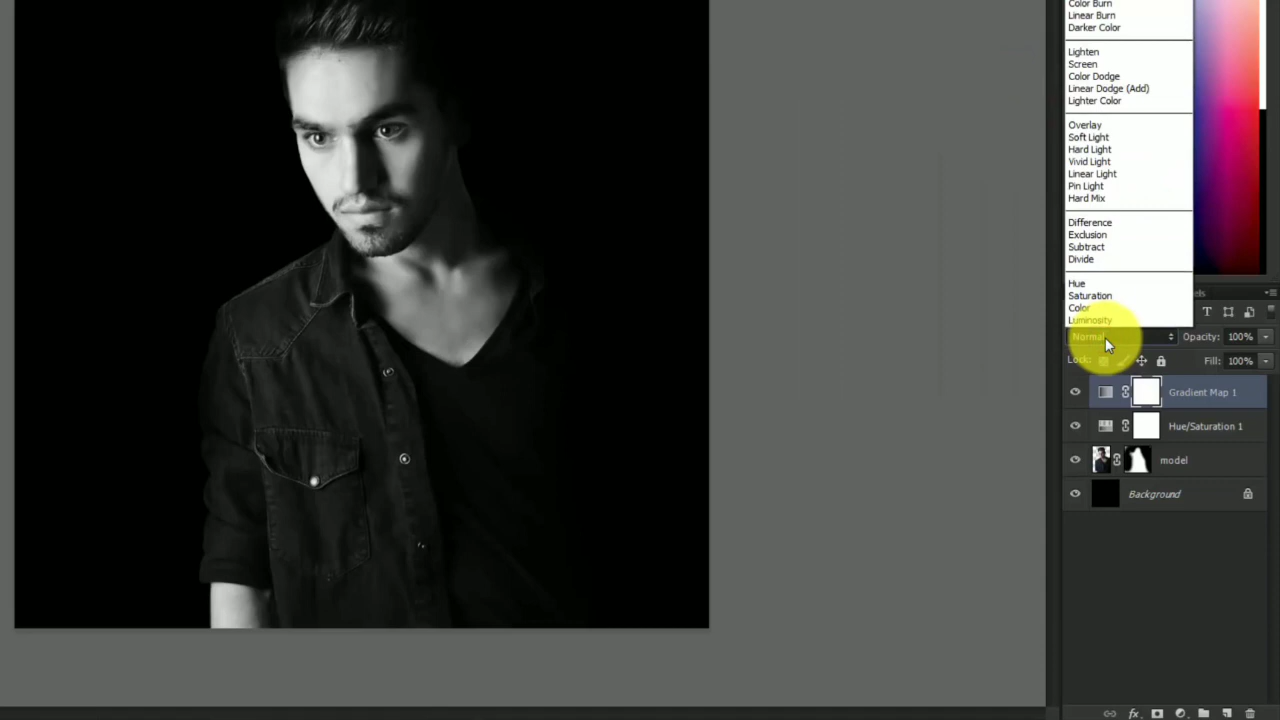 Color Burn
Linear Burn
Darker Color
Lighten
Screen
Color Dodge
Linear Dodge (Add)
Lighter Color
Overlay
Soft Light
Hard Light
Vivid Light
Linear Light
Pin Light
Hard Mix
Difference
Exclusion
Subtract
Divide
Hue
Saturation
Color
Luminosity
Normal
Opacity: 100%
Lock:
Fill: 100%
Gradient Map 1
Hue/Saturation 1
model
Background